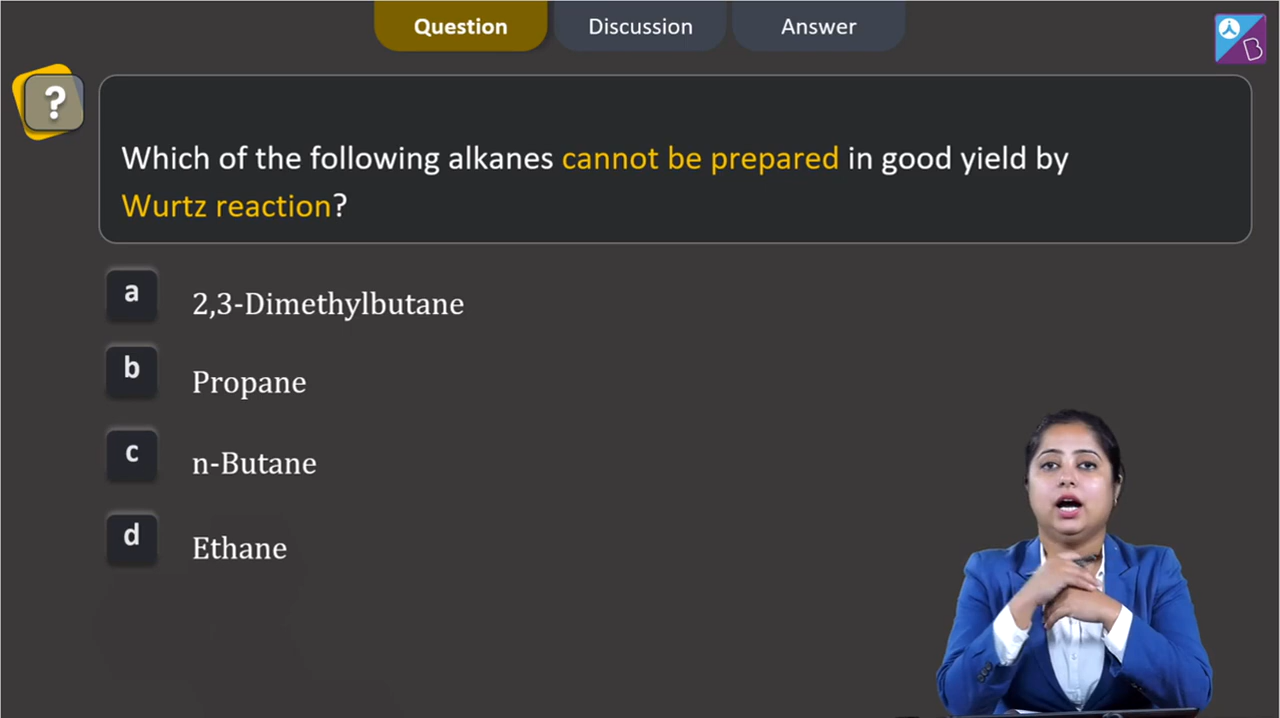 Question
Discussion
Answer
B
?
Which of the following alkanes cannot be prepared in good yield by
Wurtz reaction?
a
2,3-Dimethylbutane
b
Propane
c
n-Butane
d
Ethane